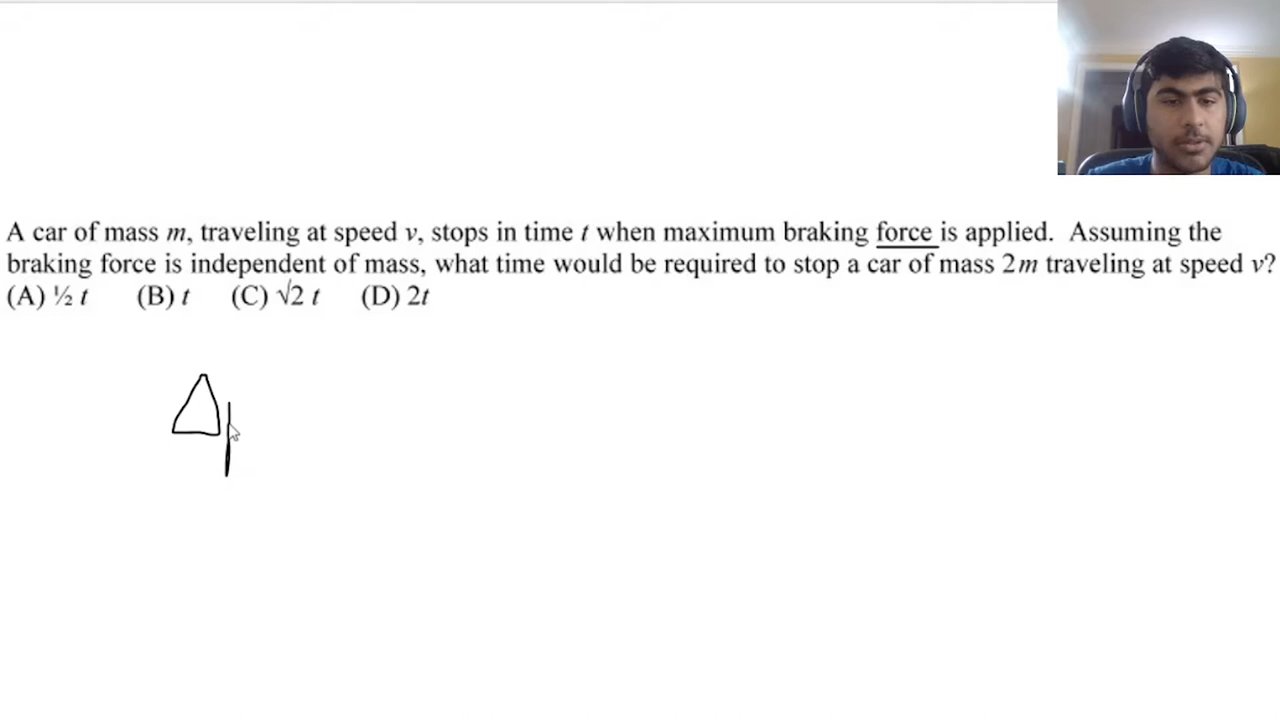 A car of mass m, traveling at speed v, stops in time t when maximum braking force is applied. Assuming the
braking force is independent of mass, what time would be required to stop a car of mass 2m traveling at speed v?
(A) ½ t (B) t (C) √2 t (D) 2t
Δ